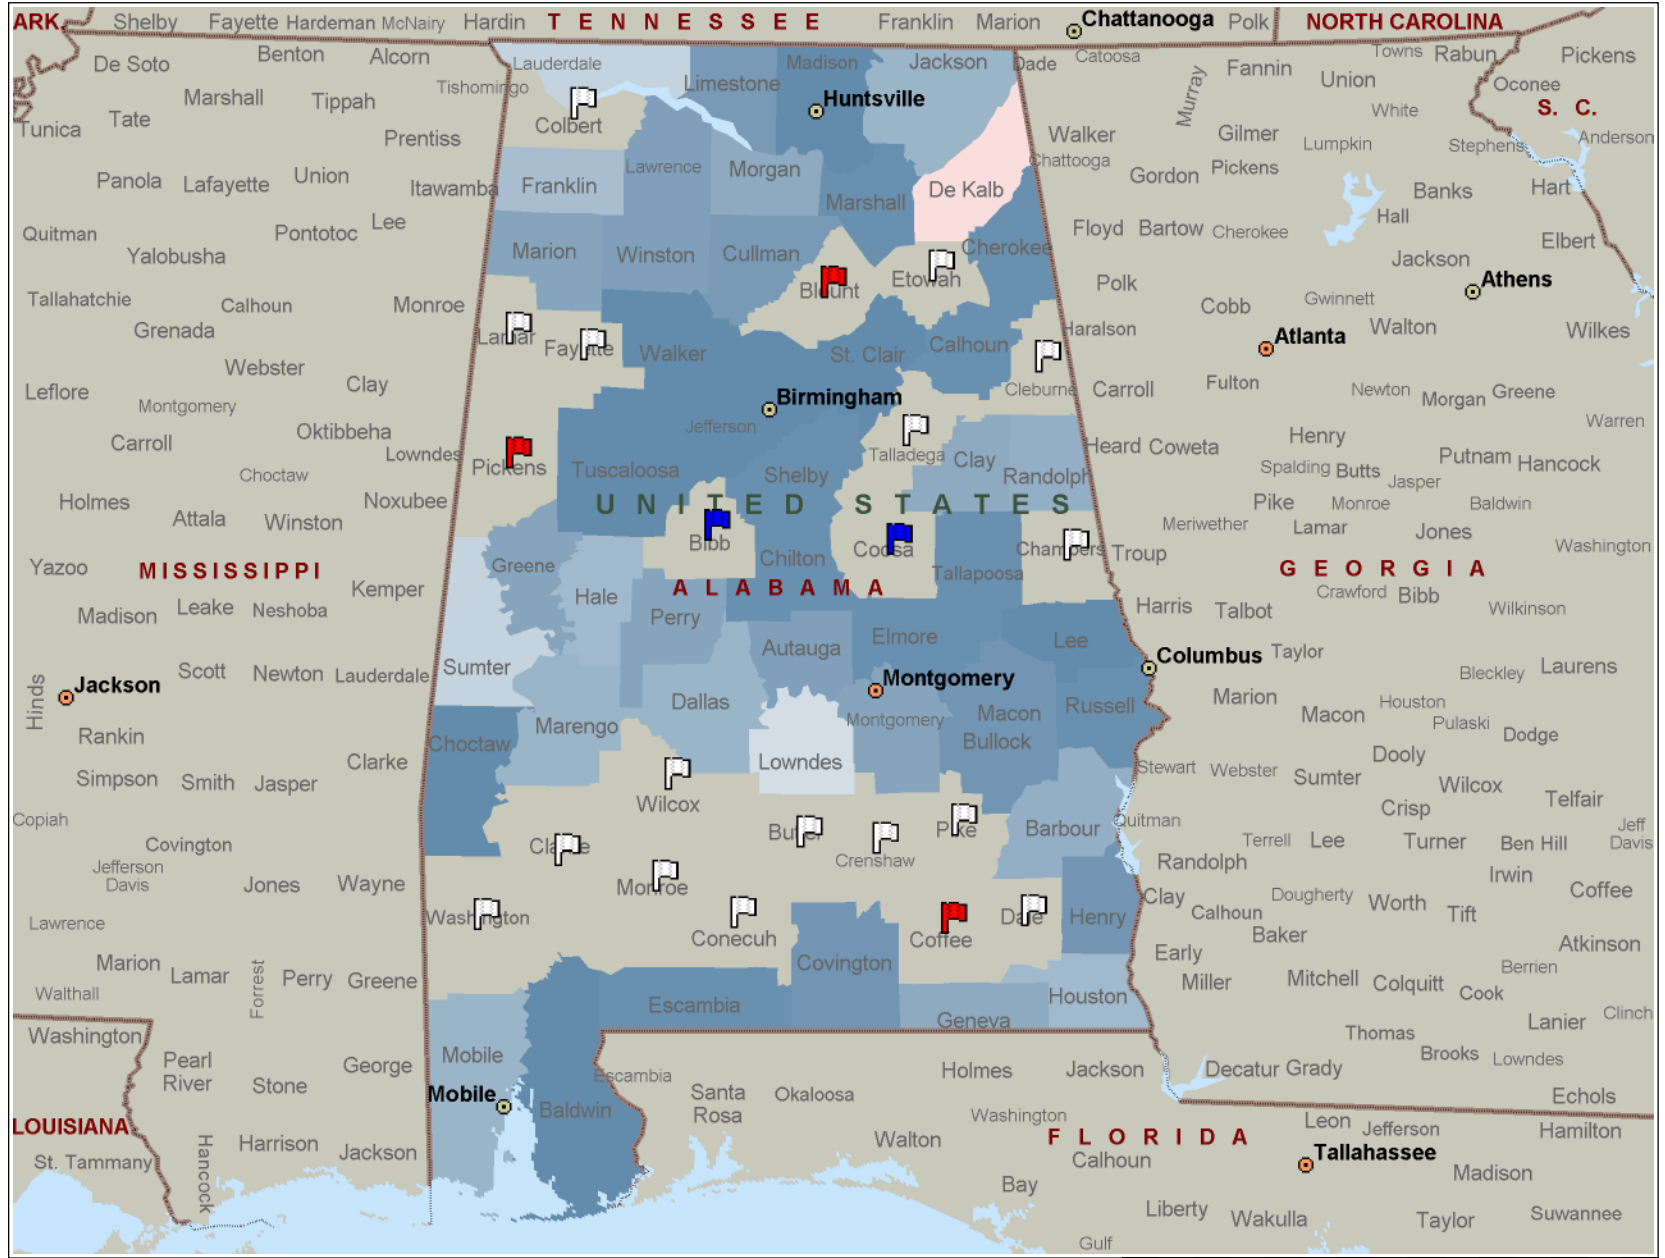 ARK.
Shelby
Fayette
Hardeman
McNairy
Hardin
TENNESSEE
Franklin
Marion
Chattanooga
Polk
NORTH CAROLINA
De Soto
Benton
Alcorn
Lauderdale
Limestone
Madison
Jackson
Dade
Catoosa
Murray
Fannin
Union
Towns
Rabun
Pickens
Oconee
Marshall
Tippah
Tishomingo
Huntsville
White
S. C.
Tunica
Tate
Prentiss
Colbert
Walker
Gilmer
Lumpkin
Stephens
Anderson
Panola
Lafayette
Union
Itawamba
Franklin
Lawrence
Morgan
Marshall
De Kalb
Chattooga
Gordon
Pickens
Banks
Hart
Quitman
Pontotoc
Lee
Floyd
Bartow
Cherokee
Hall
Elbert
Yalobusha
Marion
Winston
Cullman
Cherokee
Jackson
Athens
Tallahatchie
Calhoun
Monroe
Blount
Etowah
Polk
Cobb
Gwinnett
Grenada
Lamar
Fayette
Walker
St. Clair
Calhoun
Haralson
Atlanta
Walton
Wilkes
Webster
Clay
Leflore
Montgomery
Birmingham
Cleburne
Carroll
Fulton
Newton
Morgan
Greene
Carroll
Oktibbeha
Jefferson
Warren
Lowndes
Choctaw
Pickens
Tuscaloosa
Shelby
Talladega
Clay
Randolph
Heard
Coweta
Henry
Spalding
Butts
Jasper
Putnam
Hancock
Holmes
Attala
Winston
Noxubee
UNITED STATES
Pike
Monroe
Baldwin
Meriwether
Lamar
Jones
Washington
Bibb
Coosa
Chambers
Troup
Yazoo
MISSISSIPPI
Kemper
Greene
Chilton
Tallapoosa
GEORGIA
Madison
Leake
Neshoba
Hale
ALABAMA
Perry
Harris
Talbot
Crawford
Bibb
Wilkinson
Scott
Newton
Lauderdale
Sumter
Autauga
Elmore
Lee
Columbus
Taylor
Bleckley
Laurens
Hinds
Jackson
Dallas
Montgomery
Montgomery
Macon
Russell
Marion
Houston
Macon
Pulaski
Dodge
Rankin
Choctaw
Marengo
Bullock
Dooly
Simpson
Smith
Jasper
Clarke
Lowndes
Stewart
Webster
Sumter
Wilcox
Telfair
Copiah
Wilcox
Crisp
Covington
Clarke
Butler
Crenshaw
Pike
Barbour
Quitman
Terrell
Lee
Turner
Ben Hill
Jeff
Davis
Jefferson
Davis
Jones
Wayne
Monroe
Randolph
Irwin
Coffee
Lawrence
Washington
Conecuh
Coffee
Dale
Henry
Clay
Calhoun
Dougherty
Worth
Tift
Baker
Atkinson
Marion
Lamar
Forrest
Perry
Greene
Covington
Early
Miller
Mitchell
Colquitt
Berrien
Cook
Walthall
Escambia
Geneva
Houston
Lanier
Clinch
Washington
Thomas
Brooks
Lowndes
Pearl
River
Stone
George
Mobile
Escambia
Holmes
Jackson
Decatur
Grady
Echols
Mobile
Baldwin
Santa
Rosa
Okaloosa
Washington
LOUISIANA
Hancock
Harrison
Jackson
Walton
FLORIDA
Leon
Jefferson
Hamilton
St. Tammany
Calhoun
Tallahassee
Madison
Bay
Liberty
Wakulla
Taylor
Suwannee
Gulf